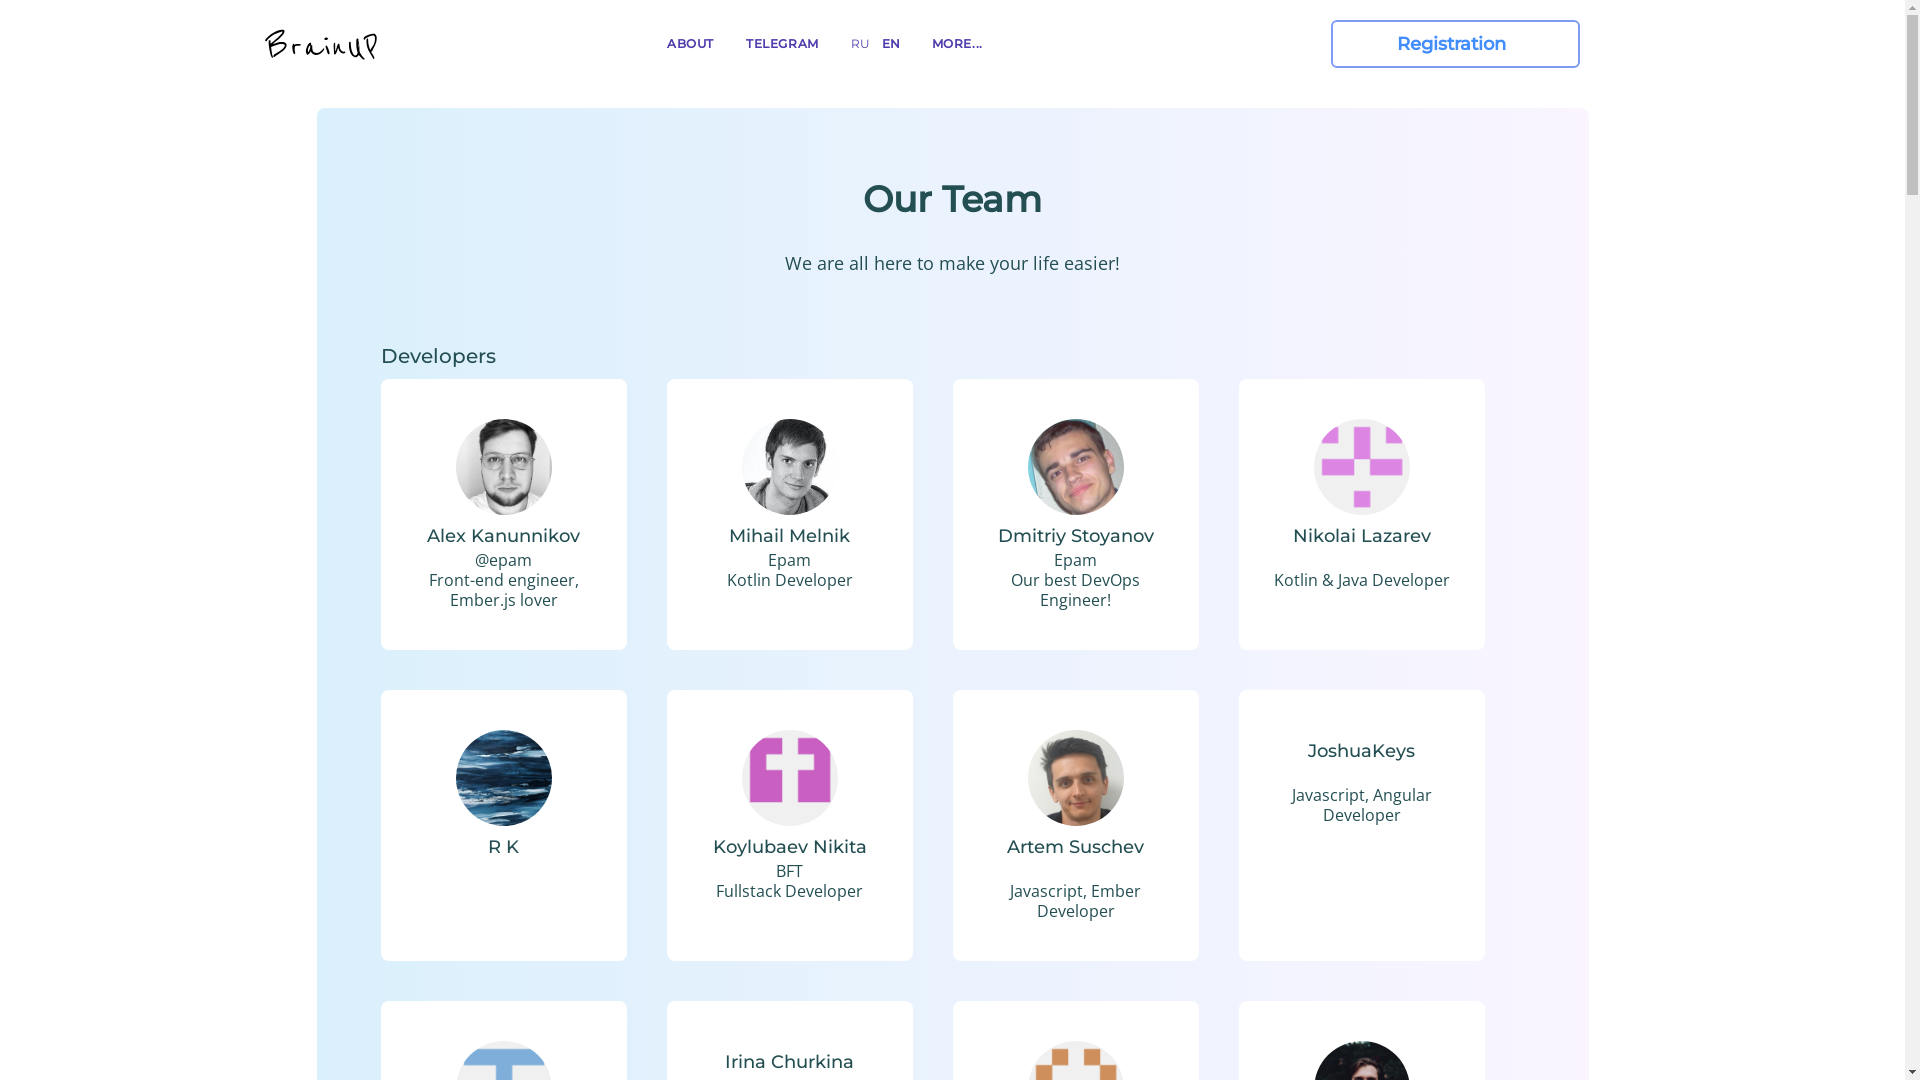 BrainUP
ABOUT
TELEGRAM
RU
EN
MORE...
Registration
Our Team
We are all here to make your life easier!
Developers
Alex Kanunnikov
@epam
Front-end engineer,
Ember.js lover
Mihail Melnik
Epam
Kotlin Developer
Dmitriy Stoyanov
Epam
Our best DevOps
Engineer!
Nikolai Lazarev
Kotlin & Java Developer
R K
Koylubaev Nikita
BFT
Fullstack Developer
Artem Suschev
Javascript, Ember
Developer
JoshuaKeys
Javascript, Angular
Developer
Irina Churkina